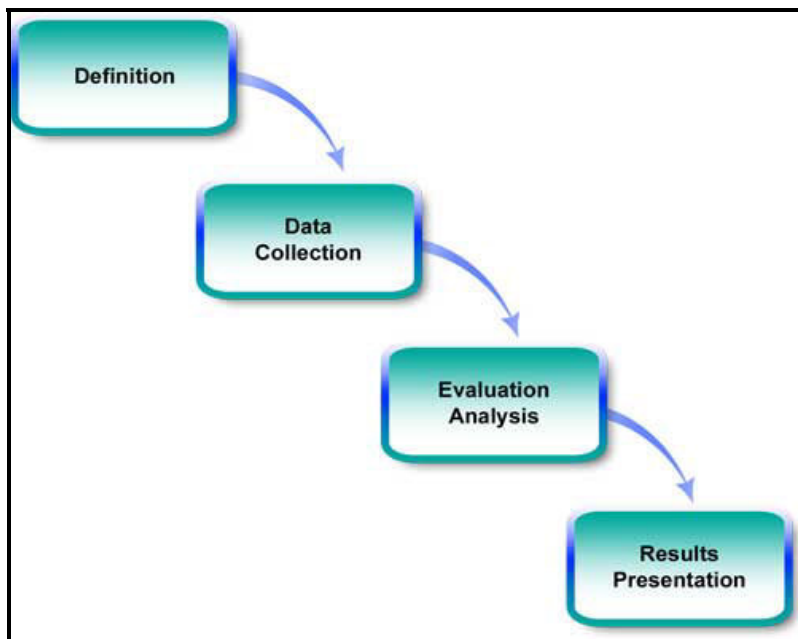 Definition
Data
Collection
Evaluation
Analysis
Results
Presentation